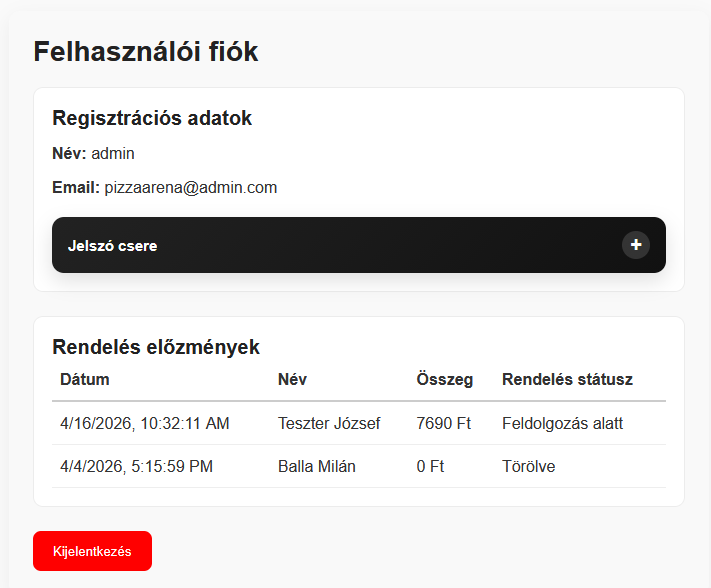 Felhasználói fiók
Regisztrációs adatok
Név: admin
Email: pizzaarena@admin.com
Jelszó csere +
Rendelés előzmények
Dátum Név Összeg Rendelés státusz
4/16/2026, 10:32:11 AM Teszter József 7690 Ft Feldolgozás alatt
4/4/2026, 5:15:59 PM Balla Milán 0 Ft Törölve
Kijelentkezés